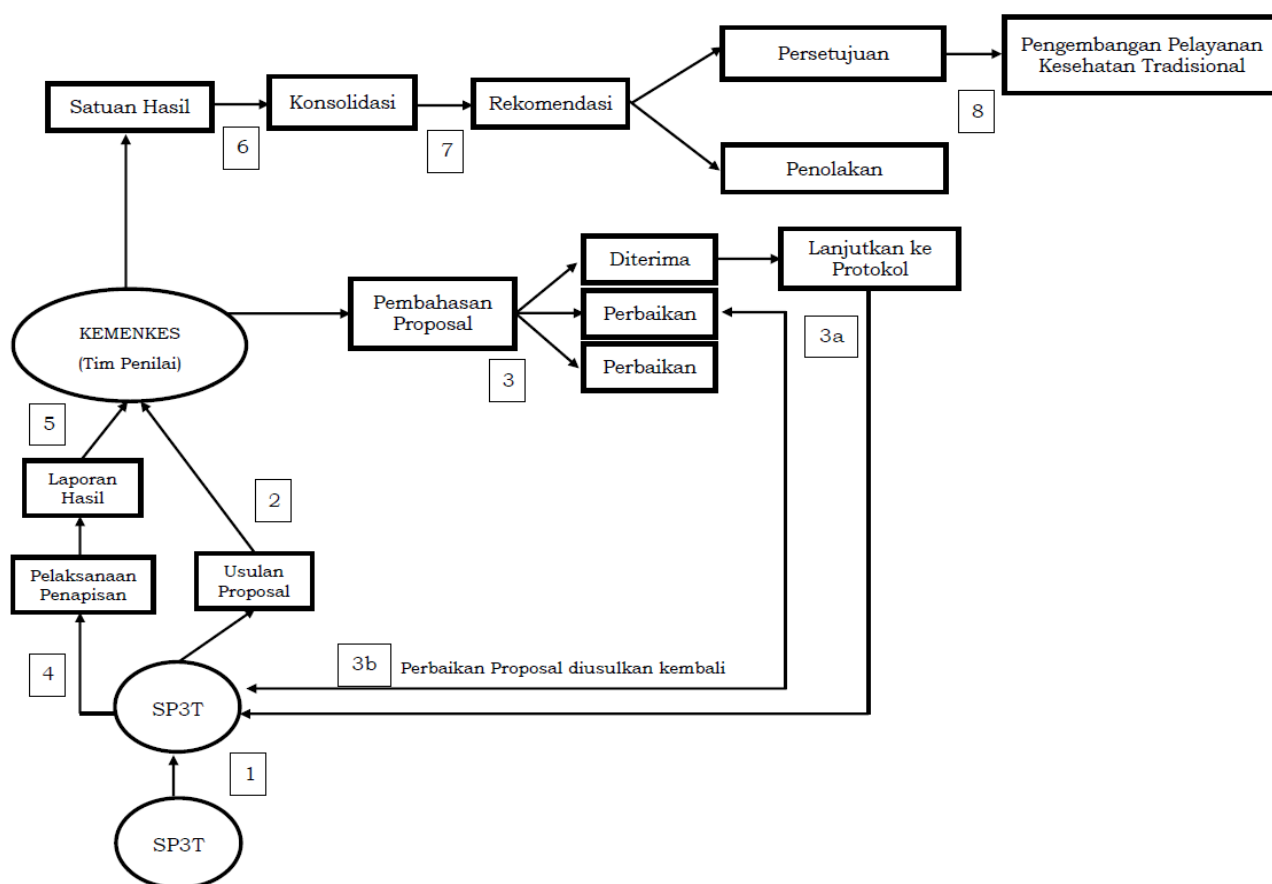 Persetujuan
Pengembangan Pelayanan
Kesehatan Tradisional
Satuan Hasil
Konsolidasi
Rekomendasi
6
7
8
Penolakan
Diterima
Lanjutkan ke
Protokol
Pembahasan
Proposal
Perbaikan
Perbaikan
3
3a
KEMENKES
(Tim Penilai)
5
Laporan
Hasil
2
Pelaksanaan
Penapisan
Usulan
Proposal
4
3b
Perbaikan Proposal diusulkan kembali
SP3T
1
SP3T